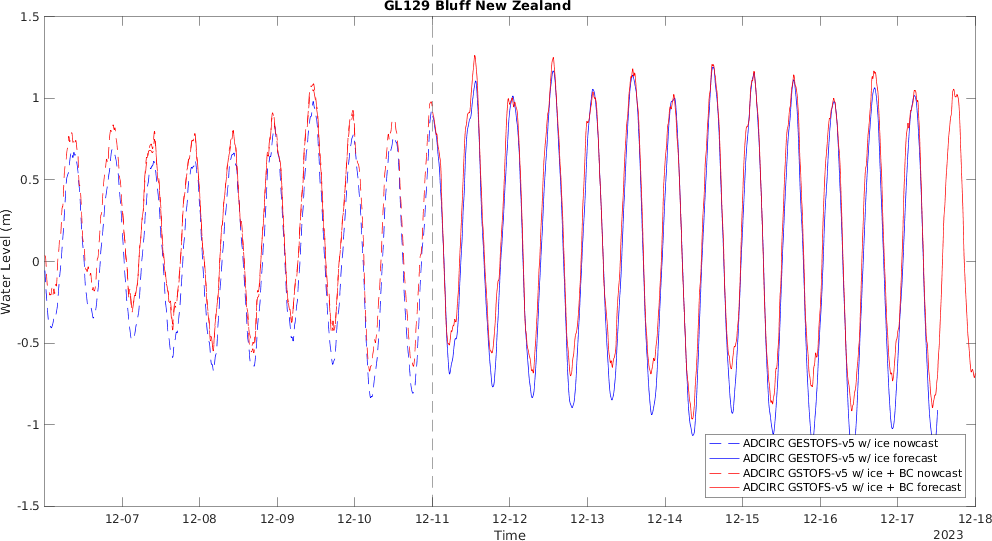 GL129 Bluff New Zealand
1.5
1
0.5
0
-0.5
-1
-1.5
Water Level (m)
12-07 12-08 12-09 12-10 12-11 12-12 12-13 12-14 12-15 12-16 12-17 12-18
Time
2023
ADCIRC GESTOFS-v5 w/ ice nowcast
ADCIRC GESTOFS-v5 w/ ice forecast
ADCIRC GSTOFS-v5 w/ ice + BC nowcast
ADCIRC GSTOFS-v5 w/ ice + BC forecast